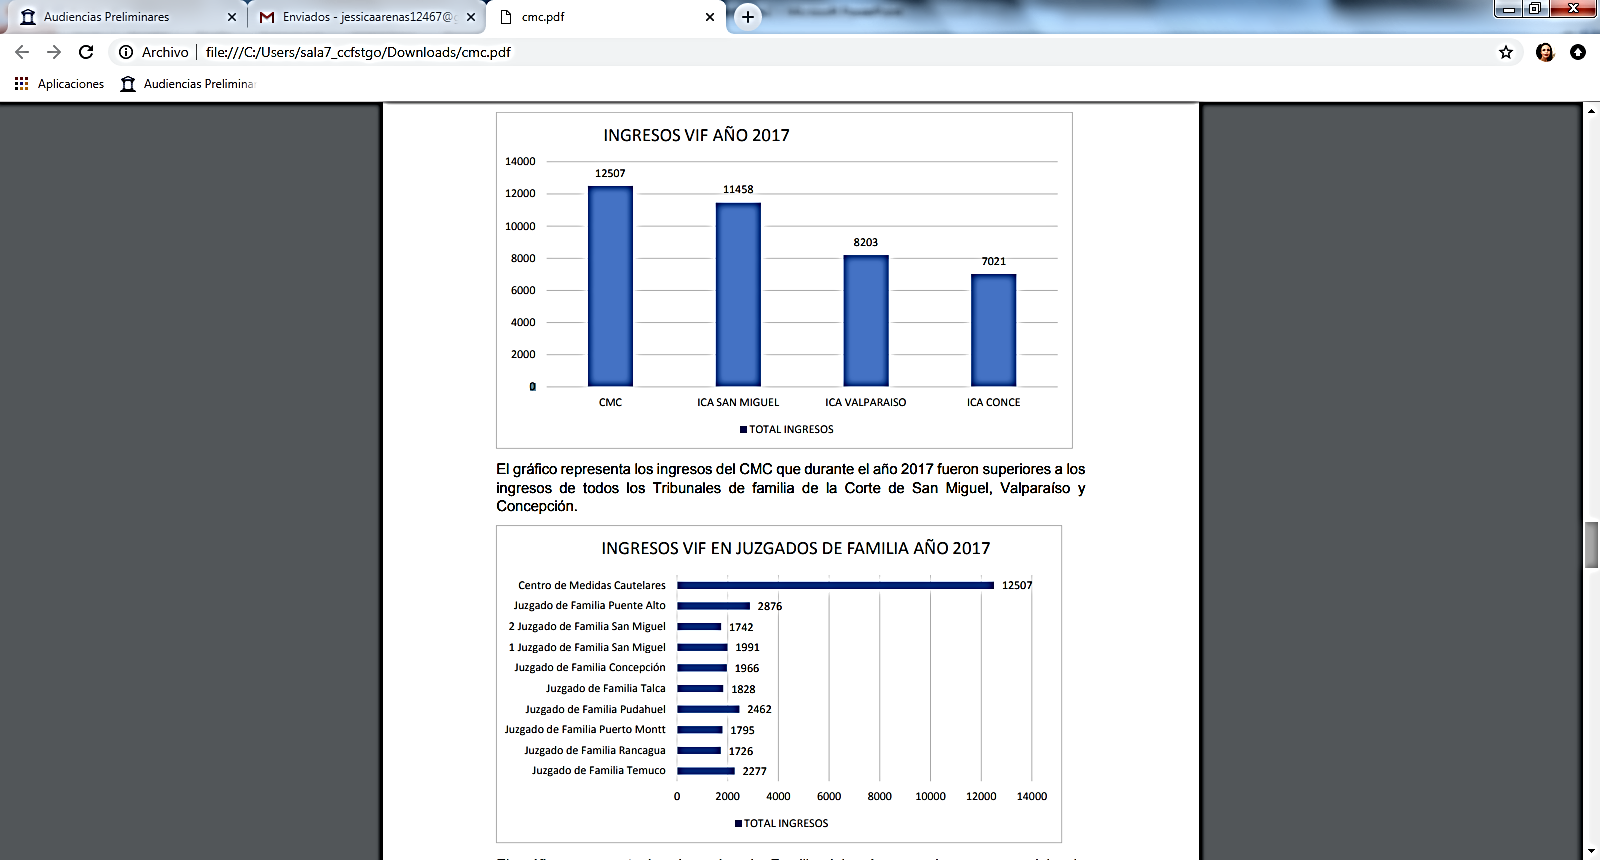 Audiencias Preliminares
Enviados - jessicaarenas12467@g
cmc.pdf
Archivo | file:///C:/Users/sala7_ccfstgo/Downloads/cmc.pdf
Aplicaciones
Audiencias Prelimina
INGRESOS VIF AÑO 2017
14000
12000
10000
8000
6000
4000
2000
0
12507
11458
8203
7021
CMC ICA SAN MIGUEL ICA VALPARAISO ICA CONCE
TOTAL INGRESOS
El gráfico representa los ingresos del CMC que durante el año 2017 fueron superiores a los
ingresos de todos los Tribunales de familia de la Corte de San Miguel, Valparaíso y
Concepción.
INGRESOS VIF EN JUZGADOS DE FAMILIA AÑO 2017
Centro de Medidas Cautelares 12507
Juzgado de Familia Puente Alto 2876
2 Juzgado de Familia San Miguel 1742
1 Juzgado de Familia San Miguel 1991
Juzgado de Familia Concepción 1966
Juzgado de Familia Talca 1828
Juzgado de Familia Pudahuel 2462
Juzgado de Familia Puerto Montt 1795
Juzgado de Familia Rancagua 1726
Juzgado de Familia Temuco 2277
0 2000 4000 6000 8000 10000 12000 14000
TOTAL INGRESOS